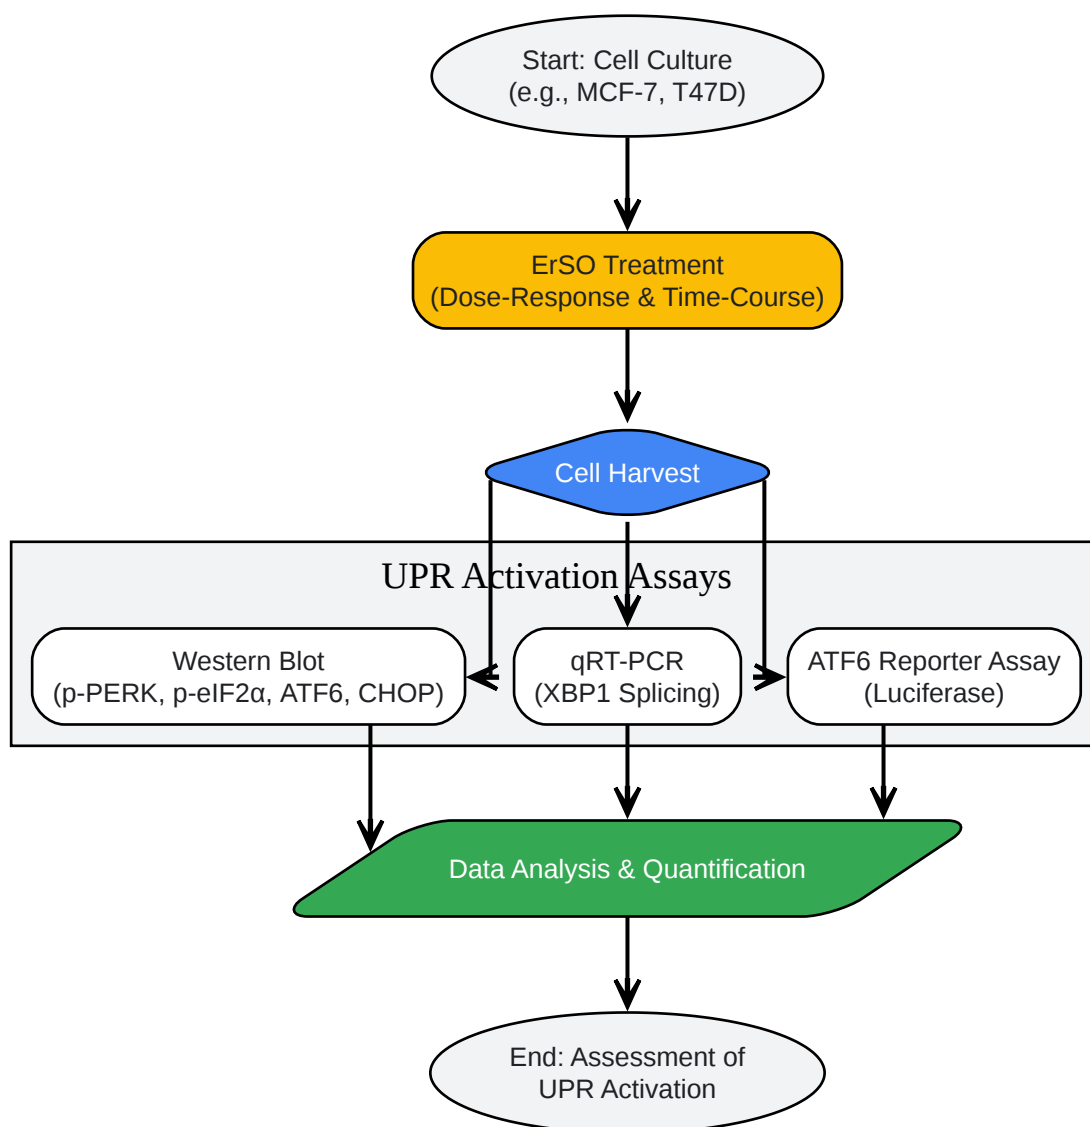 Start: Cell Culture
(e.g., MCF-7, T47D)
ErSO Treatment
(Dose-Response & Time-Course)
Cell Harvest
UPR Activation Assays
Western Blot
(p-PERK, p-eIF2α, ATF6, CHOP)
qRT-PCR
(XBP1 Splicing)
ATF6 Reporter Assay
(Luciferase)
Data Analysis & Quantification
End: Assessment of
UPR Activation